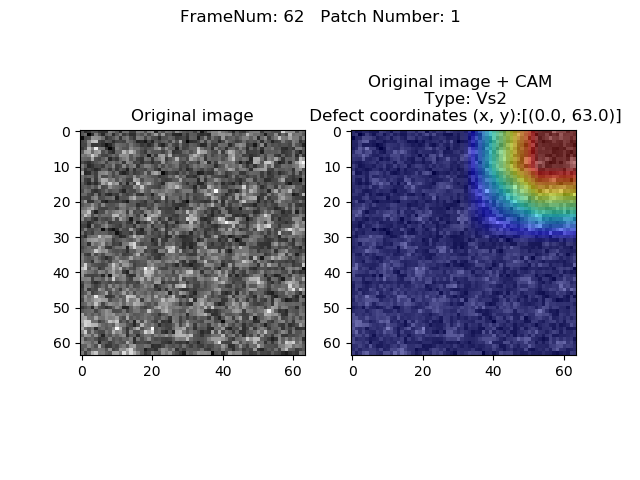 FrameNum: 62   Patch Number: 1
Original image
0
10
20
30
40
50
60
0 20 40 60
Original image + CAM
Type: Vs2
Defect coordinates (x, y):[(0.0, 63.0)]
0
10
20
30
40
50
60
0 20 40 60